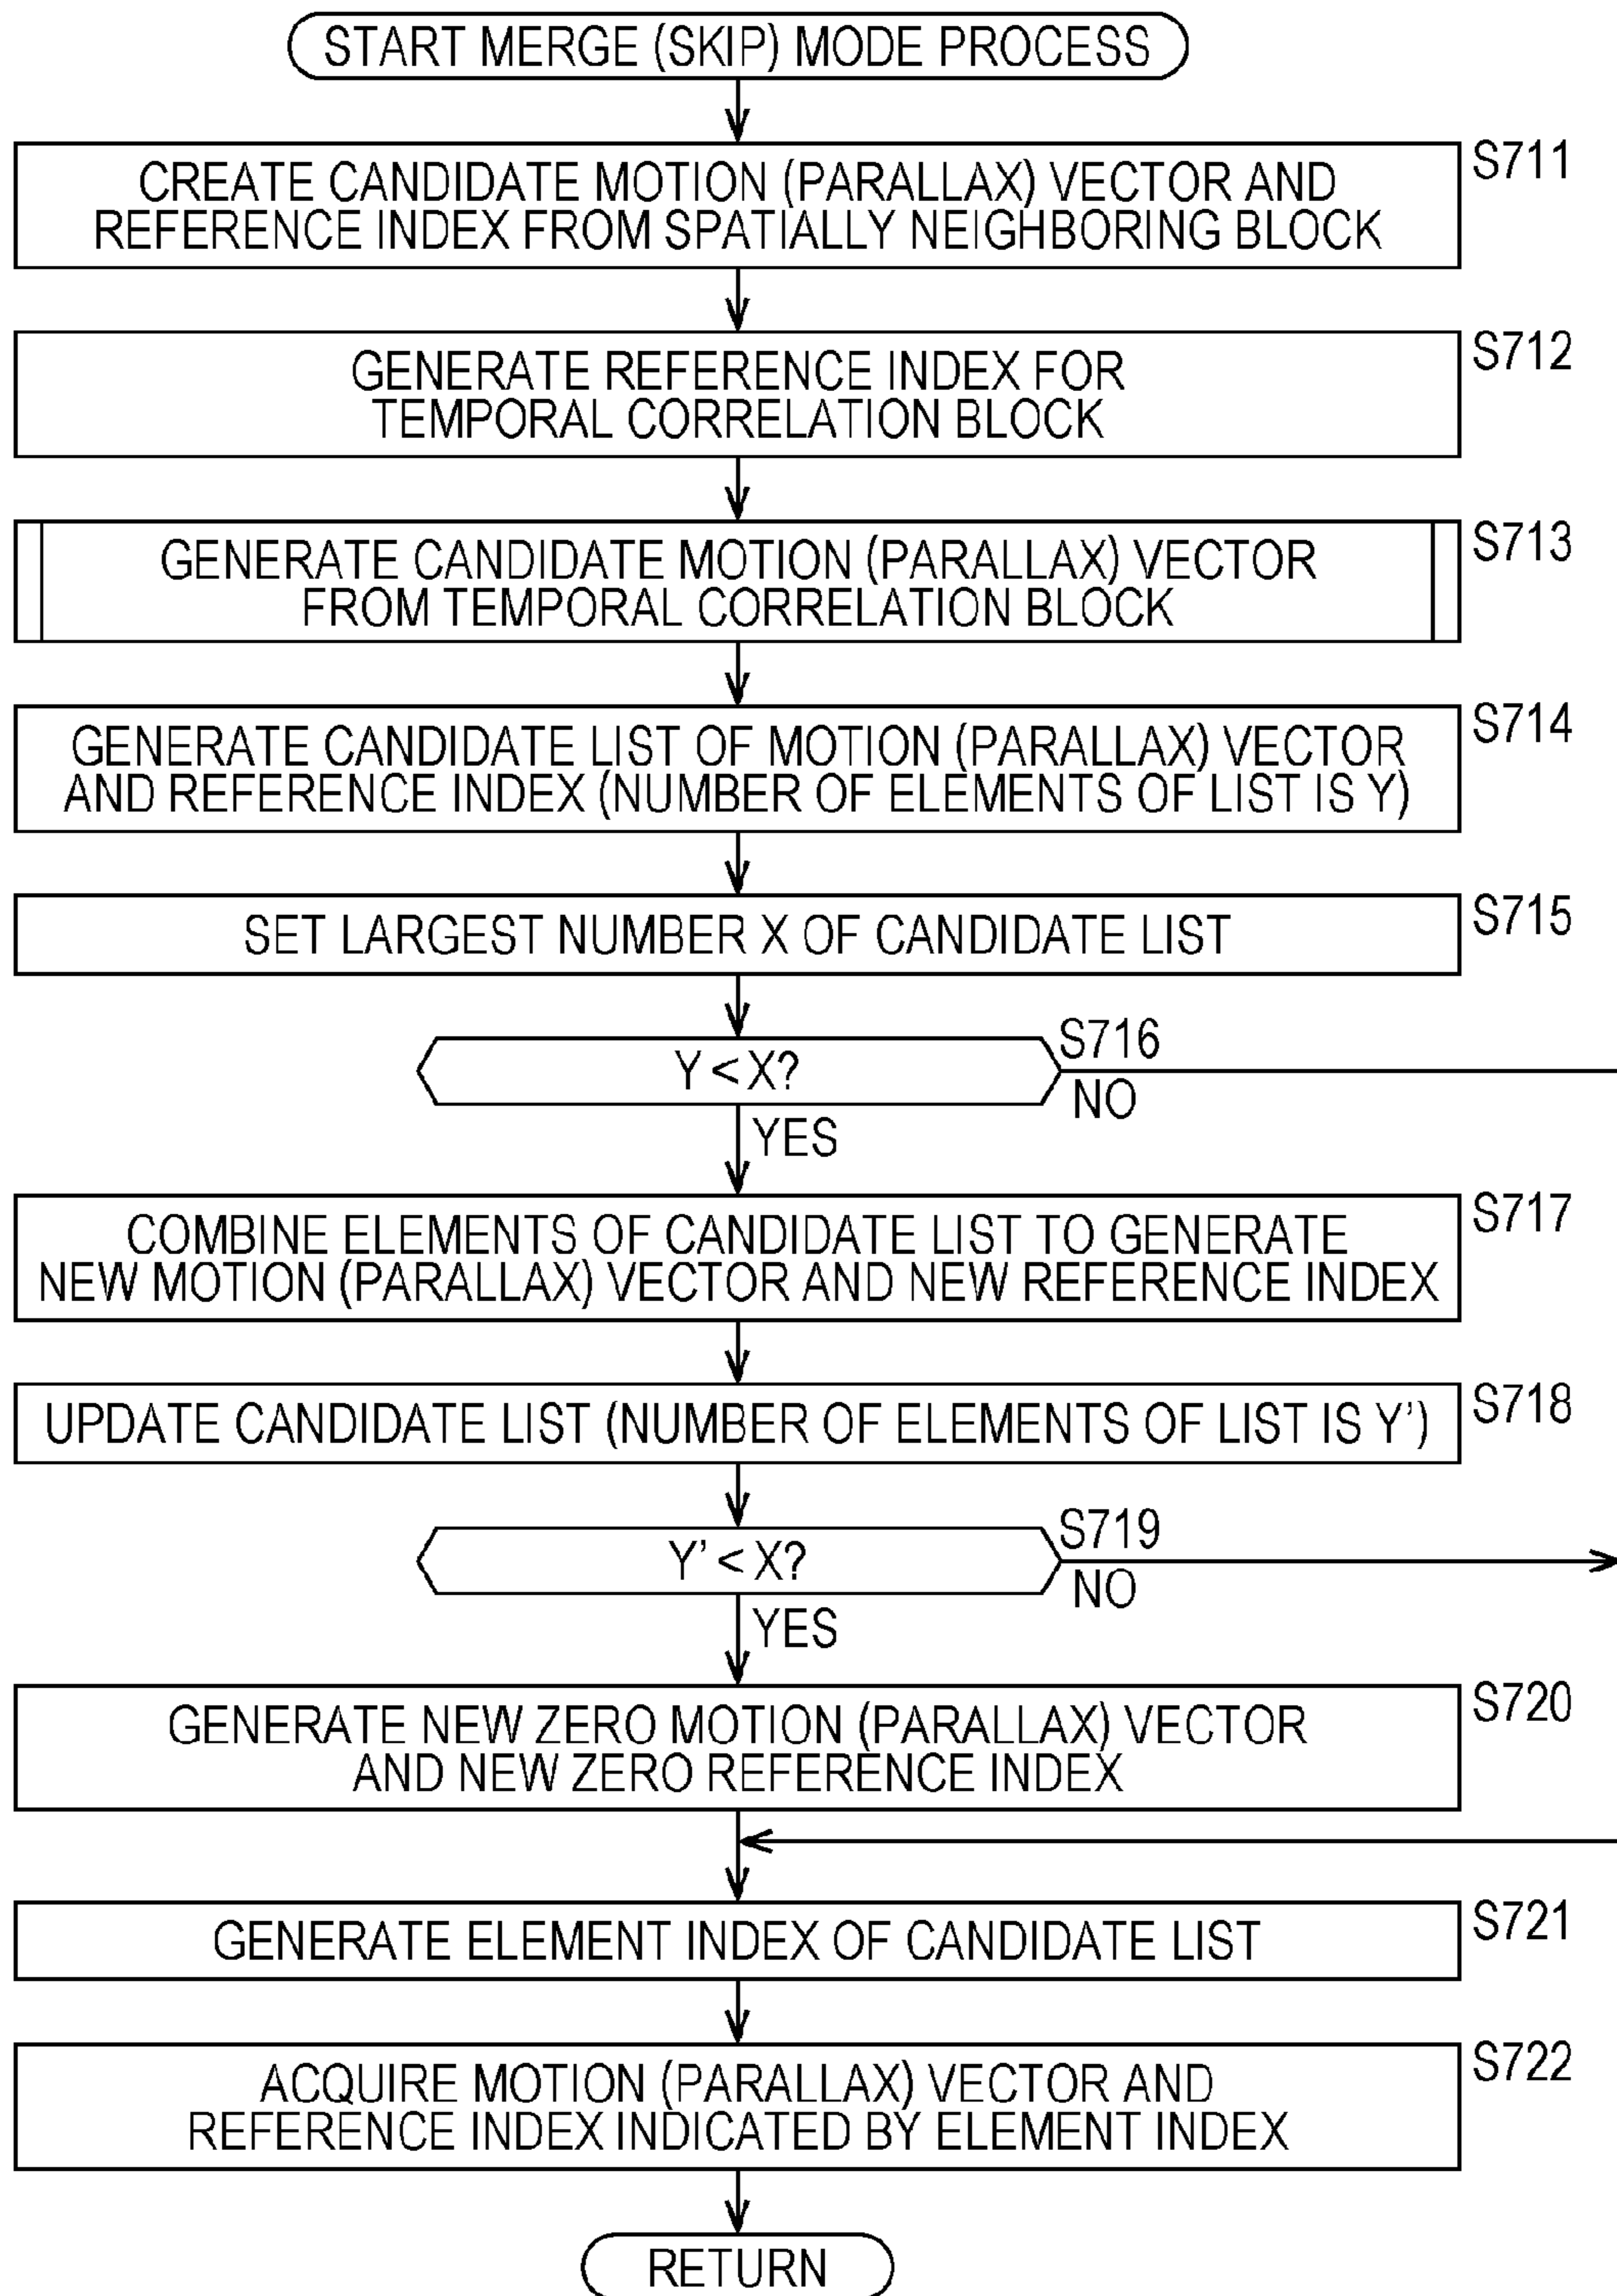 START MERGE (SKIP) MODE PROCESS
S711
CREATE CANDIDATE MOTION (PARALLAX) VECTOR AND
REFERENCE INDEX FROM SPATIALLY NEIGHBORING BLOCK
S712
GENERATE REFERENCE INDEX FOR
TEMPORAL CORRELATION BLOCK
S713
GENERATE CANDIDATE MOTION (PARALLAX) VECTOR
FROM TEMPORAL CORRELATION BLOCK
S714
GENERATE CANDIDATE LIST OF MOTION (PARALLAX) VECTOR
AND REFERENCE INDEX (NUMBER OF ELEMENTS OF LIST IS Y)
S715
SET LARGEST NUMBER X OF CANDIDATE LIST
S716
Y < X?
NO
YES
S717
COMBINE ELEMENTS OF CANDIDATE LIST TO GENERATE
NEW MOTION (PARALLAX) VECTOR AND NEW REFERENCE INDEX
S718
UPDATE CANDIDATE LIST (NUMBER OF ELEMENTS OF LIST IS Y')
S719
Y' < X?
NO
YES
S720
GENERATE NEW ZERO MOTION (PARALLAX) VECTOR
AND NEW ZERO REFERENCE INDEX
S721
GENERATE ELEMENT INDEX OF CANDIDATE LIST
S722
ACQUIRE MOTION (PARALLAX) VECTOR AND
REFERENCE INDEX INDICATED BY ELEMENT INDEX
RETURN